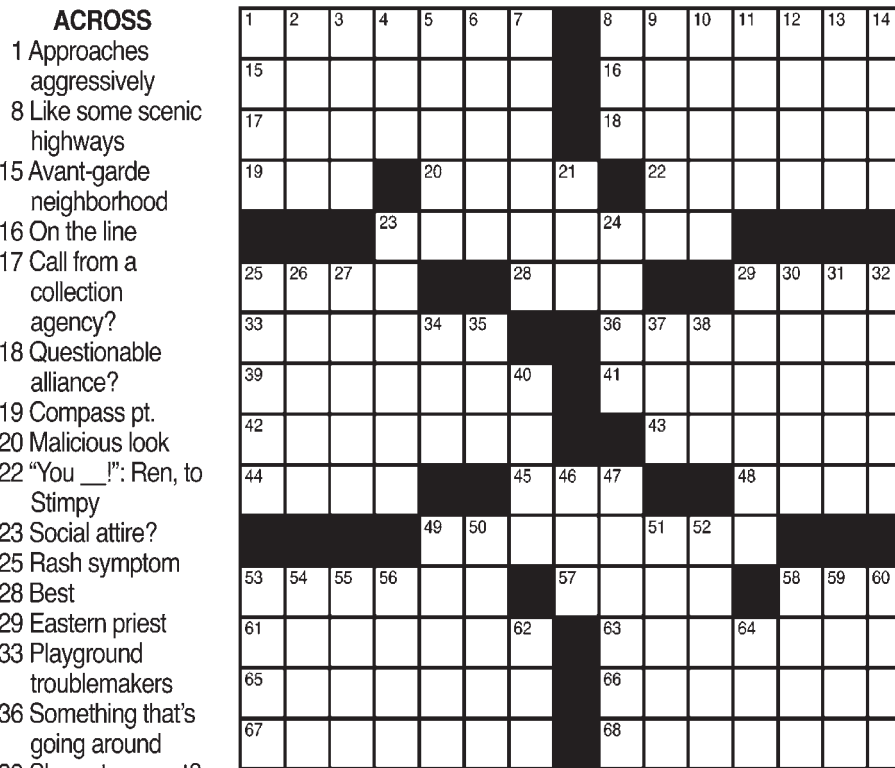 ACROSS
1 Approaches
aggressively
8 Like some scenic
highways
15 Avant-garde
neighborhood
16 On the line
17 Call from a
collection
agency?
18 Questionable
alliance?
19 Compass pt.
20 Malicious look
22 “You __!”: Ren, to
Stimpy
23 Social attire?
25 Rash symptom
28 Best
29 Eastern priest
33 Playground
troublemakers
36 Something that’s
going around
1 2 3 4 5 6 7 8 9 10 11 12 13 14
15 16
17 18
19 20 21 22
23 24
25 26 27 28 29 30 31 32
33 34 35 36 37 38
39 40 41
42 43
44 45 46 47 48
49 50 51 52
53 54 55 56 57 58 59 60
61 62 63 64
65 66
67 68